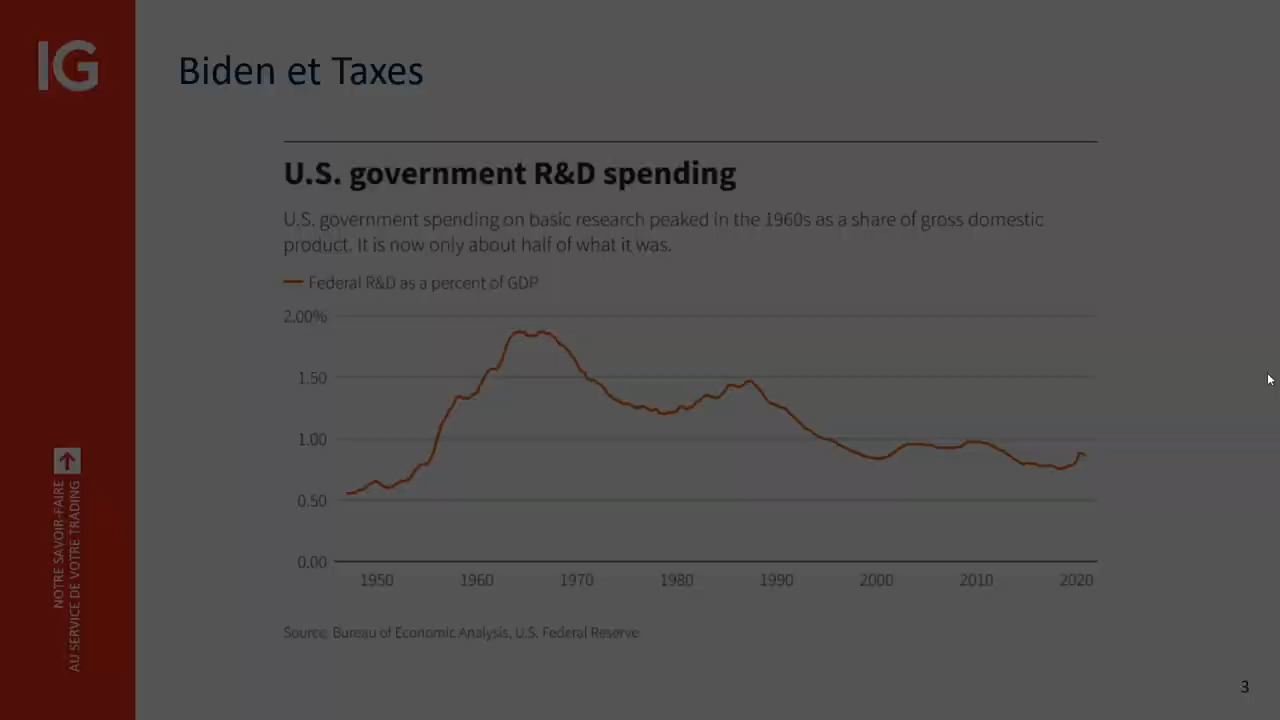 IG
Biden et Taxes
U.S. government R&D spending
U.S. government spending on basic research peaked in the 1960s as a share of gross domestic
product. It is now only about half of what it was.
Federal R&D as a percent of GDP
2.00%
1.50
1.00
0.50
0.00
1950 1960 1970 1980 1990 2000 2010 2020
Source: Bureau of Economic Analysis, U.S. Federal Reserve
NOTRE SAVOIR-FAIRE
AU SERVICE DE VOTRE TRADING
3